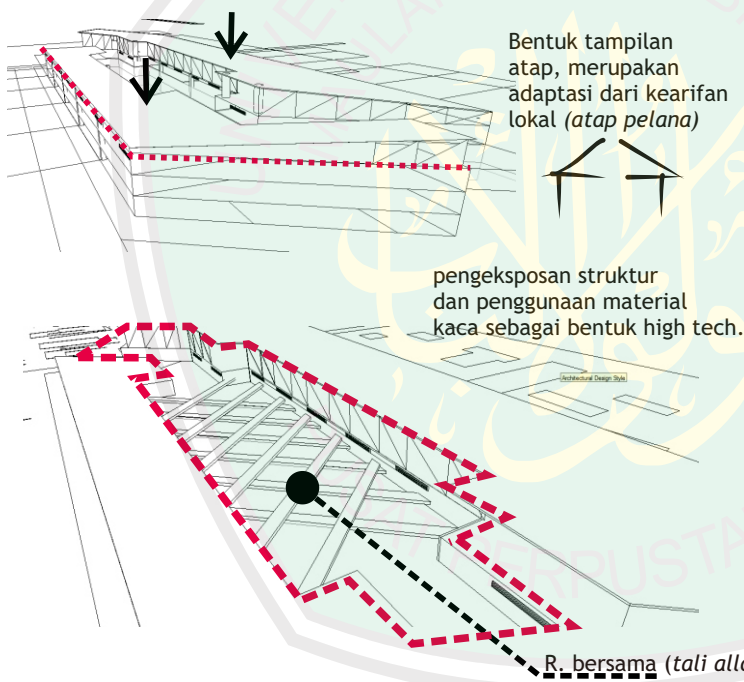 Bentuk tampilan
atap, merupakan
adaptasi dari kearifan
lokal (atap pelana)
pengeksposan struktur
dan penggunaan material
kaca sebagai bentuk high tech.
Architectural Design Style
R. bersama (tali